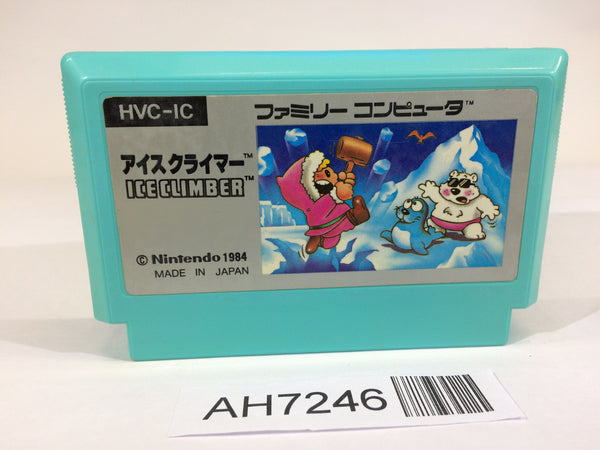 HVC-IC
ファミリー コンピュータ™
アイスクライマー™
ICE CLIMBER™
© Nintendo 1984
MADE IN JAPAN
AH7246